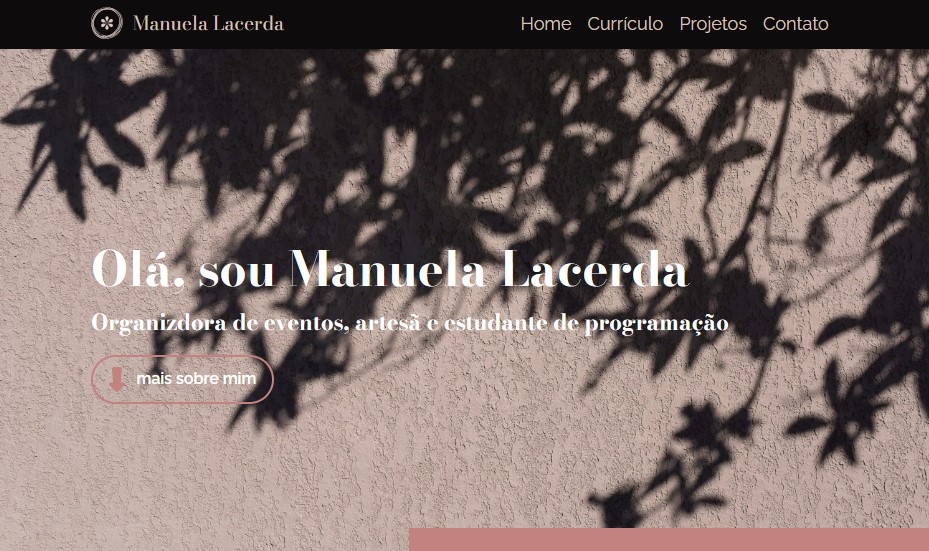 Manuela Lacerda
Home Currículo Projetos Contato
Olá, sou Manuela Lacerda
Organizdora de eventos, artesã e estudante de programação
mais sobre mim